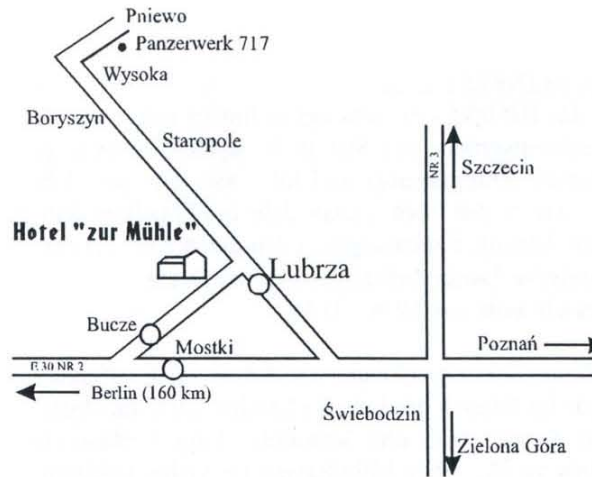 Pniewo
Panzerwerk 717
Wysoka
Boryszyn
Staropole
NR 3
Szczecin
Hotel "zur Mühle"
Lubrza
Bucze
Mostki
Poznań
E 30 NR 2
Berlin (160 km)
Świebodzin
Zielona Góra